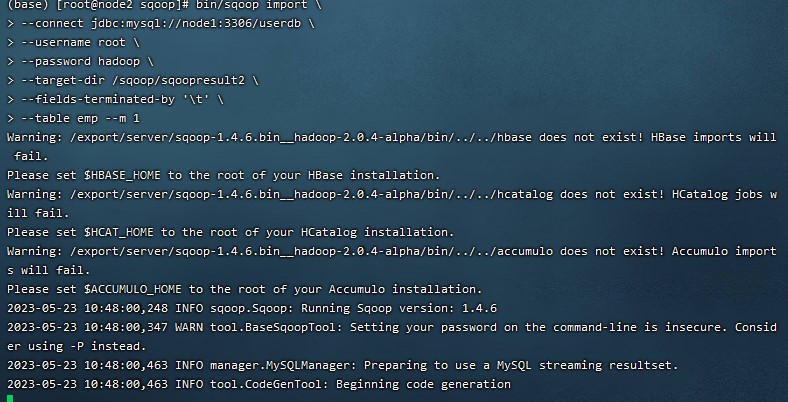 (base) [root@node2 sqoop]# bin/sqoop import \
> --connect jdbc:mysql://node1:3306/userdb \
> --username root \
> --password hadoop \
> --target-dir /sqoop/sqoopresult2 \
> --fields-terminated-by '\t' \
> --table emp --m 1
Warning: /export/server/sqoop-1.4.6.bin__hadoop-2.0.4-alpha/bin/../../hbase does not exist! HBase imports will
 fail.
Please set $HBASE_HOME to the root of your HBase installation.
Warning: /export/server/sqoop-1.4.6.bin__hadoop-2.0.4-alpha/bin/../../hcatalog does not exist! HCatalog jobs w
ill fail.
Please set $HCAT_HOME to the root of your HCatalog installation.
Warning: /export/server/sqoop-1.4.6.bin__hadoop-2.0.4-alpha/bin/../../accumulo does not exist! Accumulo import
s will fail.
Please set $ACCUMULO_HOME to the root of your Accumulo installation.
2023-05-23 10:48:00,248 INFO sqoop.Sqoop: Running Sqoop version: 1.4.6
2023-05-23 10:48:00,347 WARN tool.BaseSqoopTool: Setting your password on the command-line is insecure. Consid
er using -P instead.
2023-05-23 10:48:00,463 INFO manager.MySQLManager: Preparing to use a MySQL streaming resultset.
2023-05-23 10:48:00,463 INFO tool.CodeGenTool: Beginning code generation